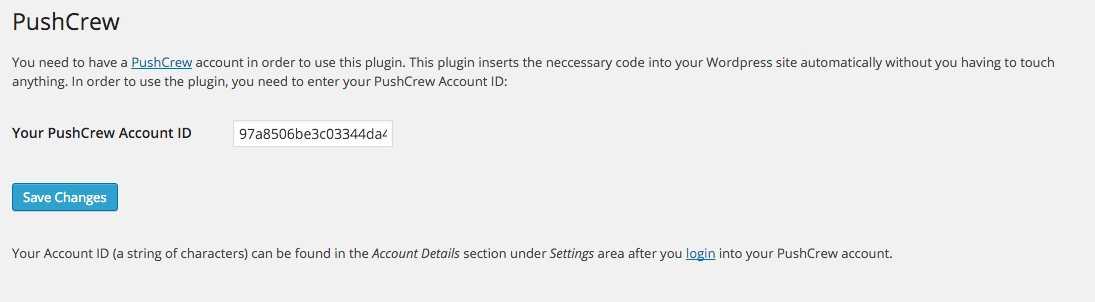 PushCrew
You need to have a PushCrew account in order to use this plugin. This plugin inserts the neccessary code into your Wordpress site automatically without you having to touch
anything. In order to use the plugin, you need to enter your PushCrew Account ID:
Your PushCrew Account ID 97a8506be3c03344da4
Save Changes
Your Account ID (a string of characters) can be found in the Account Details section under Settings area after you login into your PushCrew account.